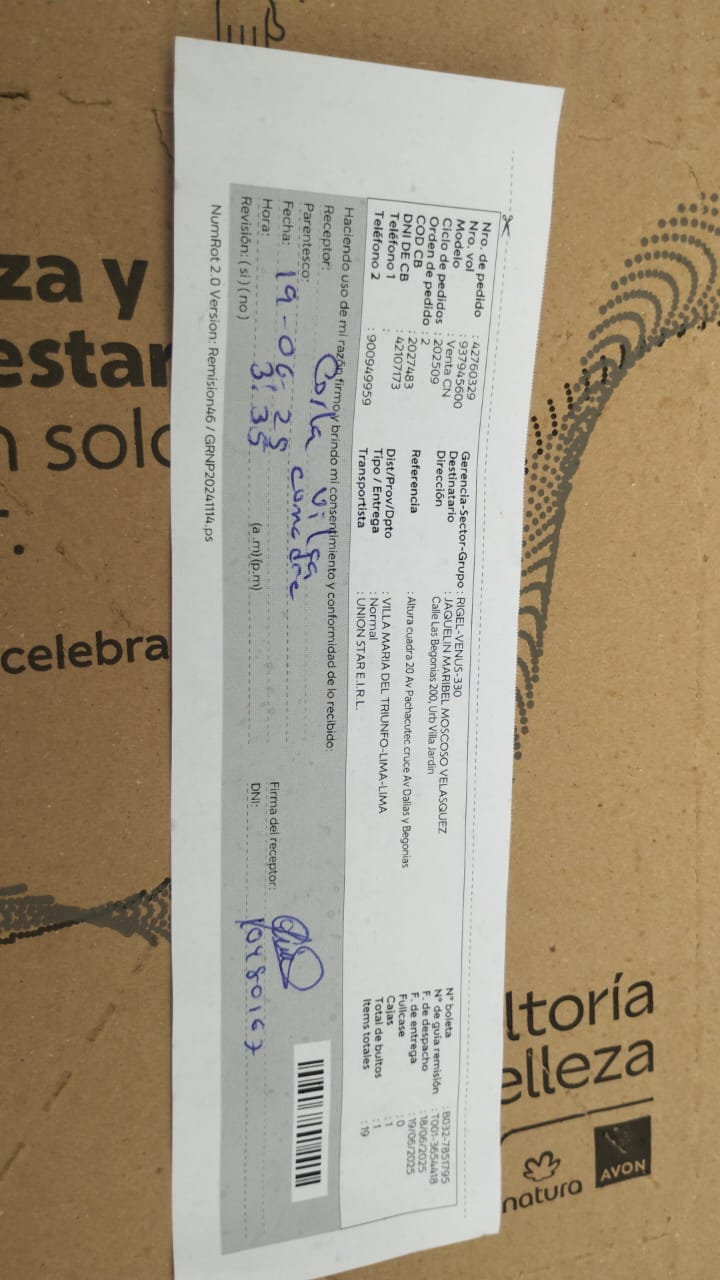 Nro. de pedido : 42760329
Nro. vol : 937945600
Modelo : Venta CN
Ciclo de pedidos : 202509
Orden de pedido : 2
COD CB : 2027483
DNI DE CB : 42107173
Teléfono 1 :
Teléfono 2 : 900949959
Gerencia-Sector-Grupo : RIGEL-VENUS-330
Destinatario : JAQUELIN MARIBEL MOSCOSO VELASQUEZ
Dirección Calle Las Begonias 200, Urb Villa Jardin
Referencia : Altura cuadra 20 Av Pachacutec cruce Av Dalias y Begonias
Dist/Prov/Dpto : VILLA MARIA DEL TRIUNFO-LIMA-LIMA
Tipo / Entrega : Normal
Transportista : UNION STAR E.I.R.L.
N° boleta : B032-7851795
N° de guía remisión : T001-3654418
F. de despacho : 18/06/2025
F. de entrega : 19/06/2025
Fullcase : 0
Cajas : 1
Total de bultos : 1
Items totales : 19
Haciendo uso de mi razón firmo y brindo mi consentimiento y conformidad de lo recibido:
Receptor: Carla
Parentesco:
Fecha: 19-06-25
Hora: 3:35 (a .m) (p.m)
Revisión: ( si ) ( no )
Firma del receptor:
DNI: 10480167
NumRot 2.0 Version: Remision46 / GRNP20241114.ps
za y
estar
solo
celebra
ltoría
elleza
natura
AVON